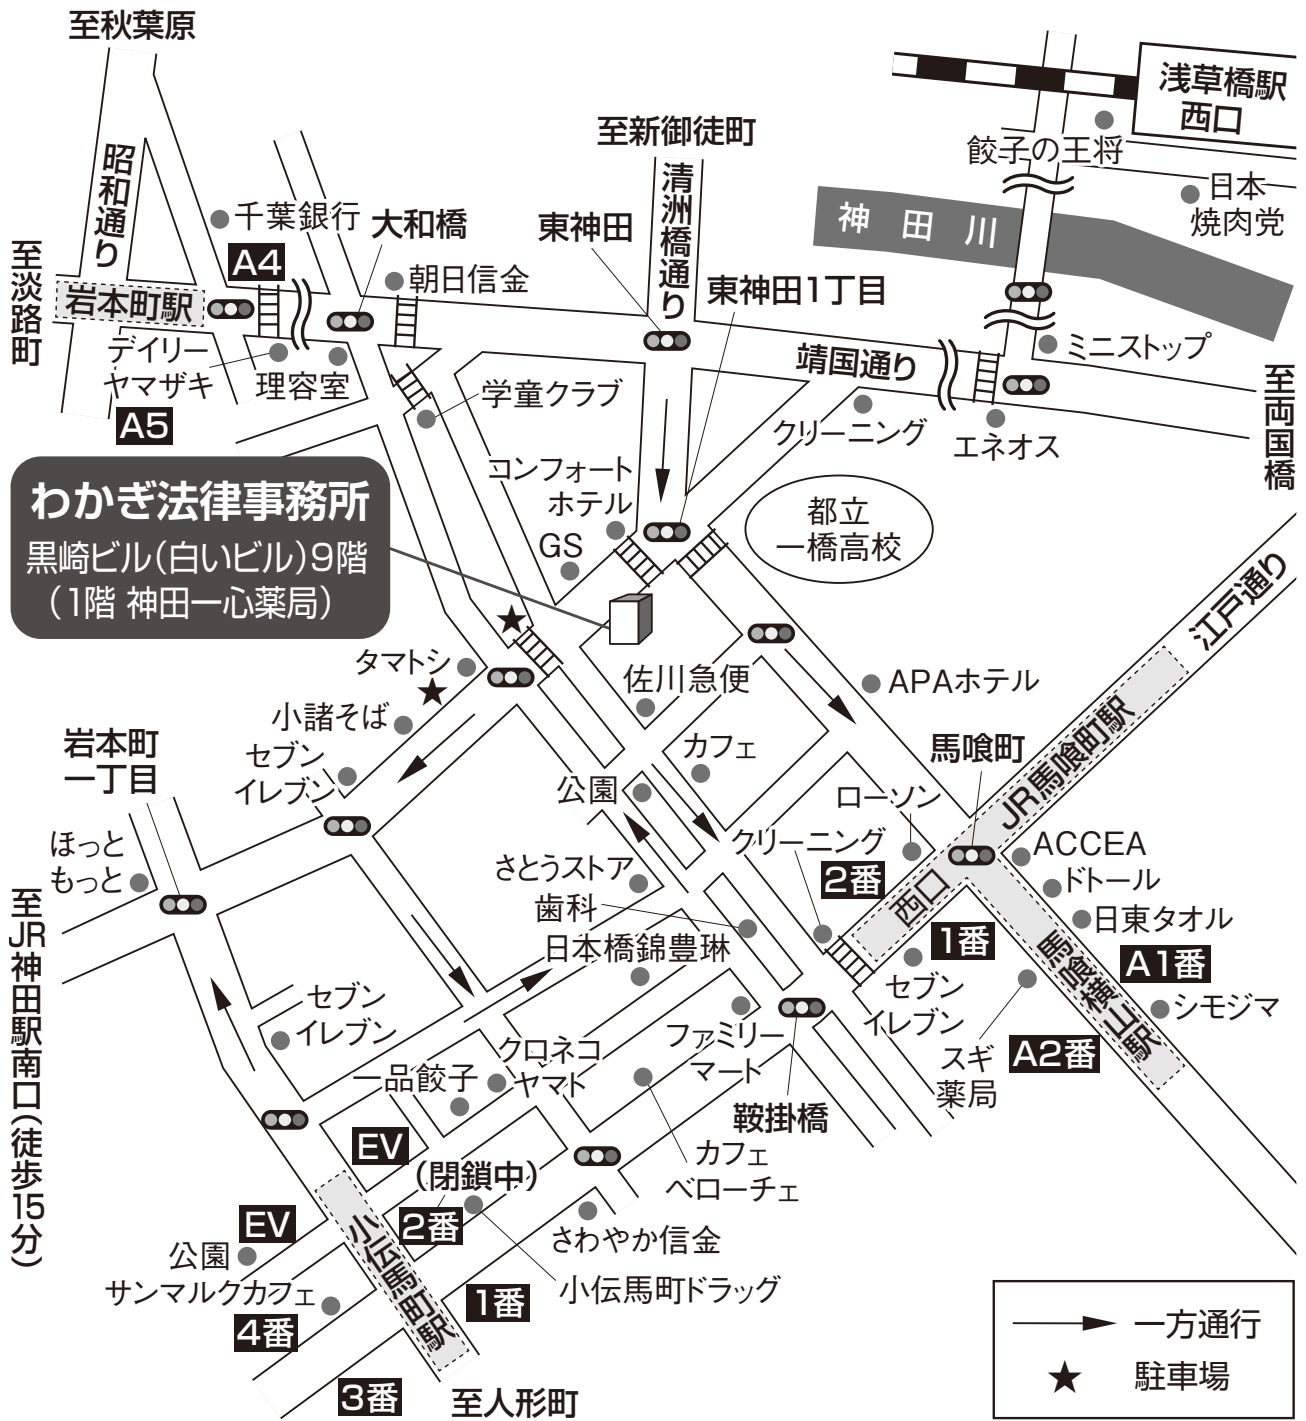 至秋葉原
昭和通り
千葉銀行
A4
大和橋
朝日信金
至新御徒町
清洲橋通り
東神田
東神田1丁目
浅草橋駅
西口
餃子の王将
日本
焼肉党
神田川
至淡路町
岩本町駅
デイリー
ヤマザキ
A5
理容室
学童クラブ
靖国通り
ミニストップ
クリーニング
エネオス
至両国橋
わかぎ法律事務所
黒崎ビル(白いビル)9階
(1階 神田一心薬局)
コンフォート
ホテル
GS
都立
一橋高校
江戸通り
タマトシ
小諸そば
セブン
イレブン
佐川急便
カフェ
公園
APAホテル
JR馬喰町駅
馬喰町
ローソン
クリーニング
2番
西口
1番
ACCEA
ドトール
日東タオル
A1番
馬喰横山駅
シモジマ
セブン
イレブン
スギ
薬局
A2番
岩本町
一丁目
ほっと
もっと
至JR神田駅南口(徒歩15分)
さとうストア
歯科
日本橋錦豊琳
ファミリー
マート
鞍掛橋
セブン
イレブン
クロネコ
ヤマト
一品餃子
カフェ
ベローチェ
EV
(閉鎖中)
2番
EV
公園
サンマルクカフェ
4番
小伝馬町駅
1番
3番
さわやか信金
小伝馬町ドラッグ
至人形町
一方通行
★ 駐車場